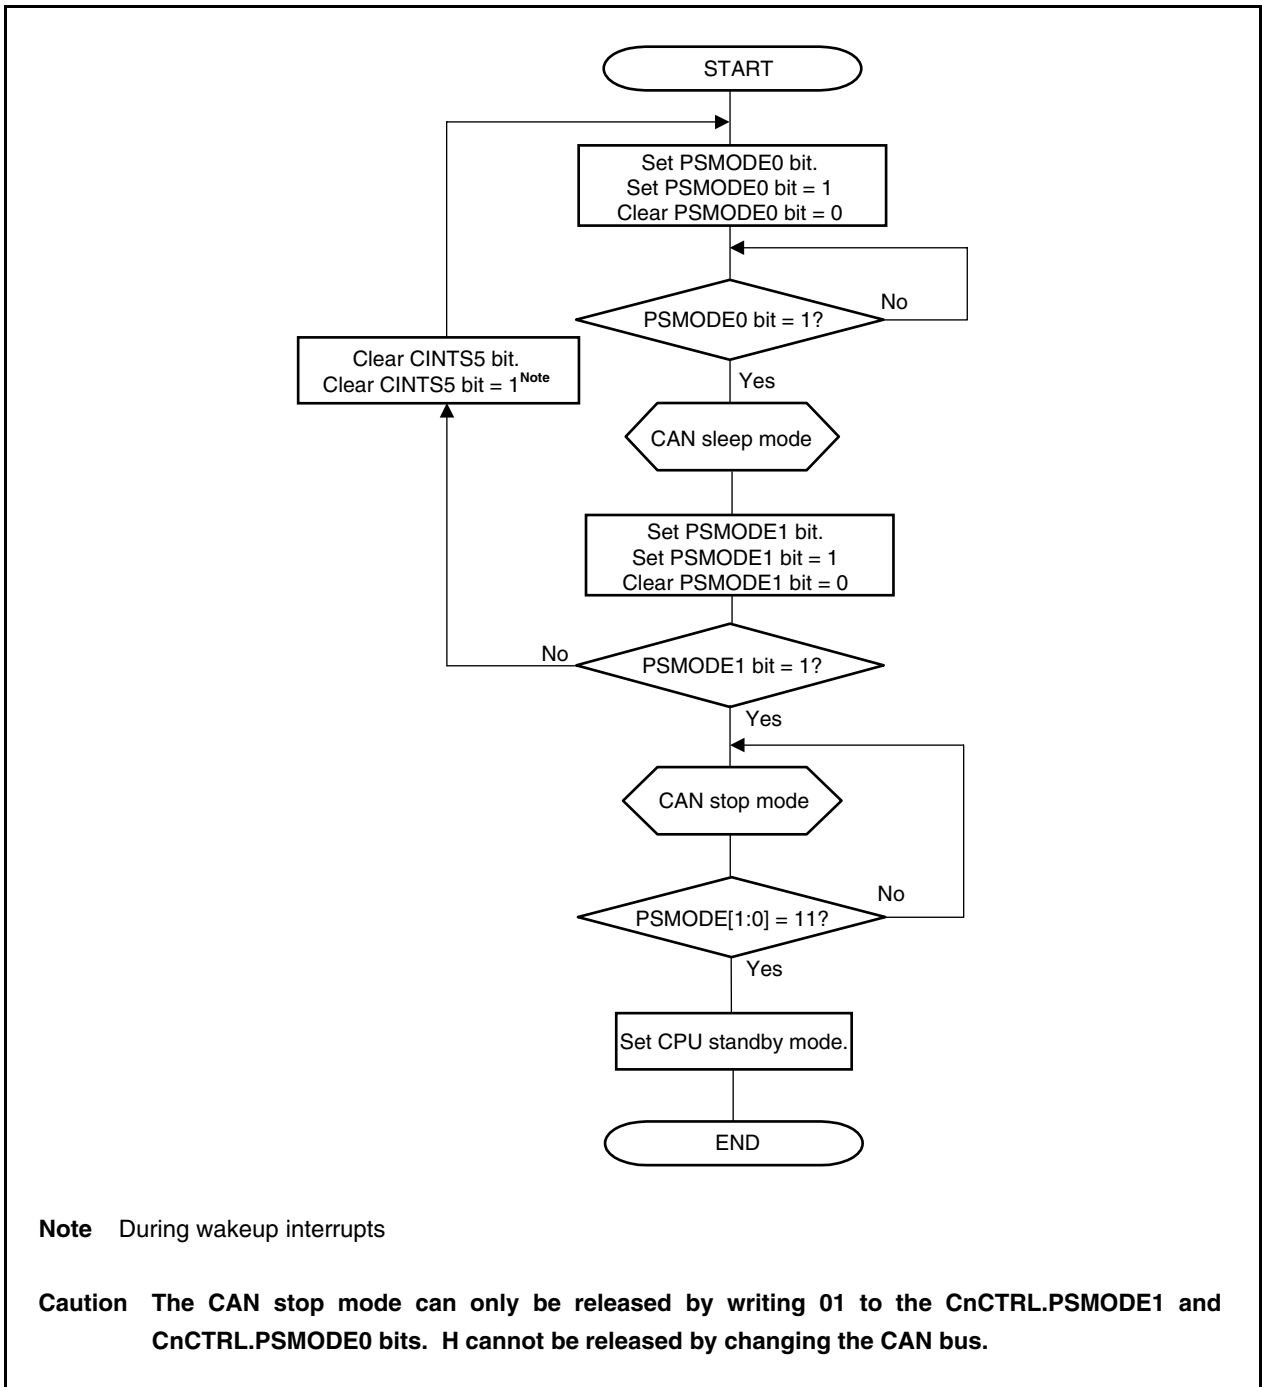 START
Set PSMODE0 bit.
Set PSMODE0 bit = 1
Clear PSMODE0 bit = 0
No
PSMODE0 bit = 1?
Yes
Clear CINTS5 bit.
Clear CINTS5 bit = 1Note
CAN sleep mode
Set PSMODE1 bit.
Set PSMODE1 bit = 1
Clear PSMODE1 bit = 0
No
PSMODE1 bit = 1?
Yes
CAN stop mode
No
PSMODE[1:0] = 11?
Yes
Set CPU standby mode.
END
Note During wakeup interrupts
Caution The CAN stop mode can only be released by writing 01 to the CnCTRL.PSMODE1 and
CnCTRL.PSMODE0 bits. H cannot be released by changing the CAN bus.